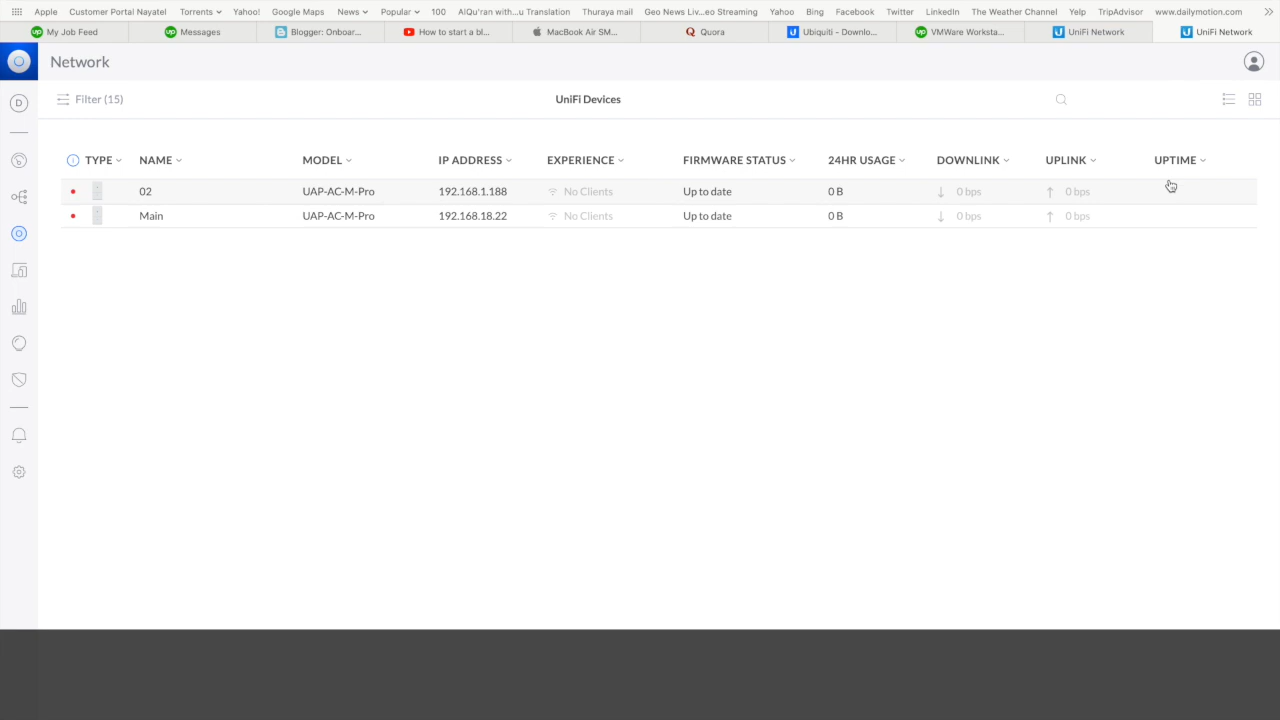 Apple Customer Portal Nayatel Torrents Yahoo! Google Maps News Popular 100 AlQu'ran with...u Translation Thuraya mail Geo News Liv...eo Streaming Yahoo Bing Facebook Twitter LinkedIn The Weather Channel Yelp TripAdvisor www.dailymotion.com
up My Job Feed up Messages Blogger: Onboar... How to start a bl... MacBook Air SM... Q Quora Ubiquiti - Downlo... up VMWare Worksta... UniFi Network UniFi Network
Network
Filter (15) UniFi Devices
D
TYPE NAME MODEL IP ADDRESS EXPERIENCE FIRMWARE STATUS 24HR USAGE DOWNLINK UPLINK UPTIME
02 UAP-AC-M-Pro 192.168.1.188 No Clients Up to date 0 B 0 bps 0 bps
Main UAP-AC-M-Pro 192.168.18.22 No Clients Up to date 0 B 0 bps 0 bps